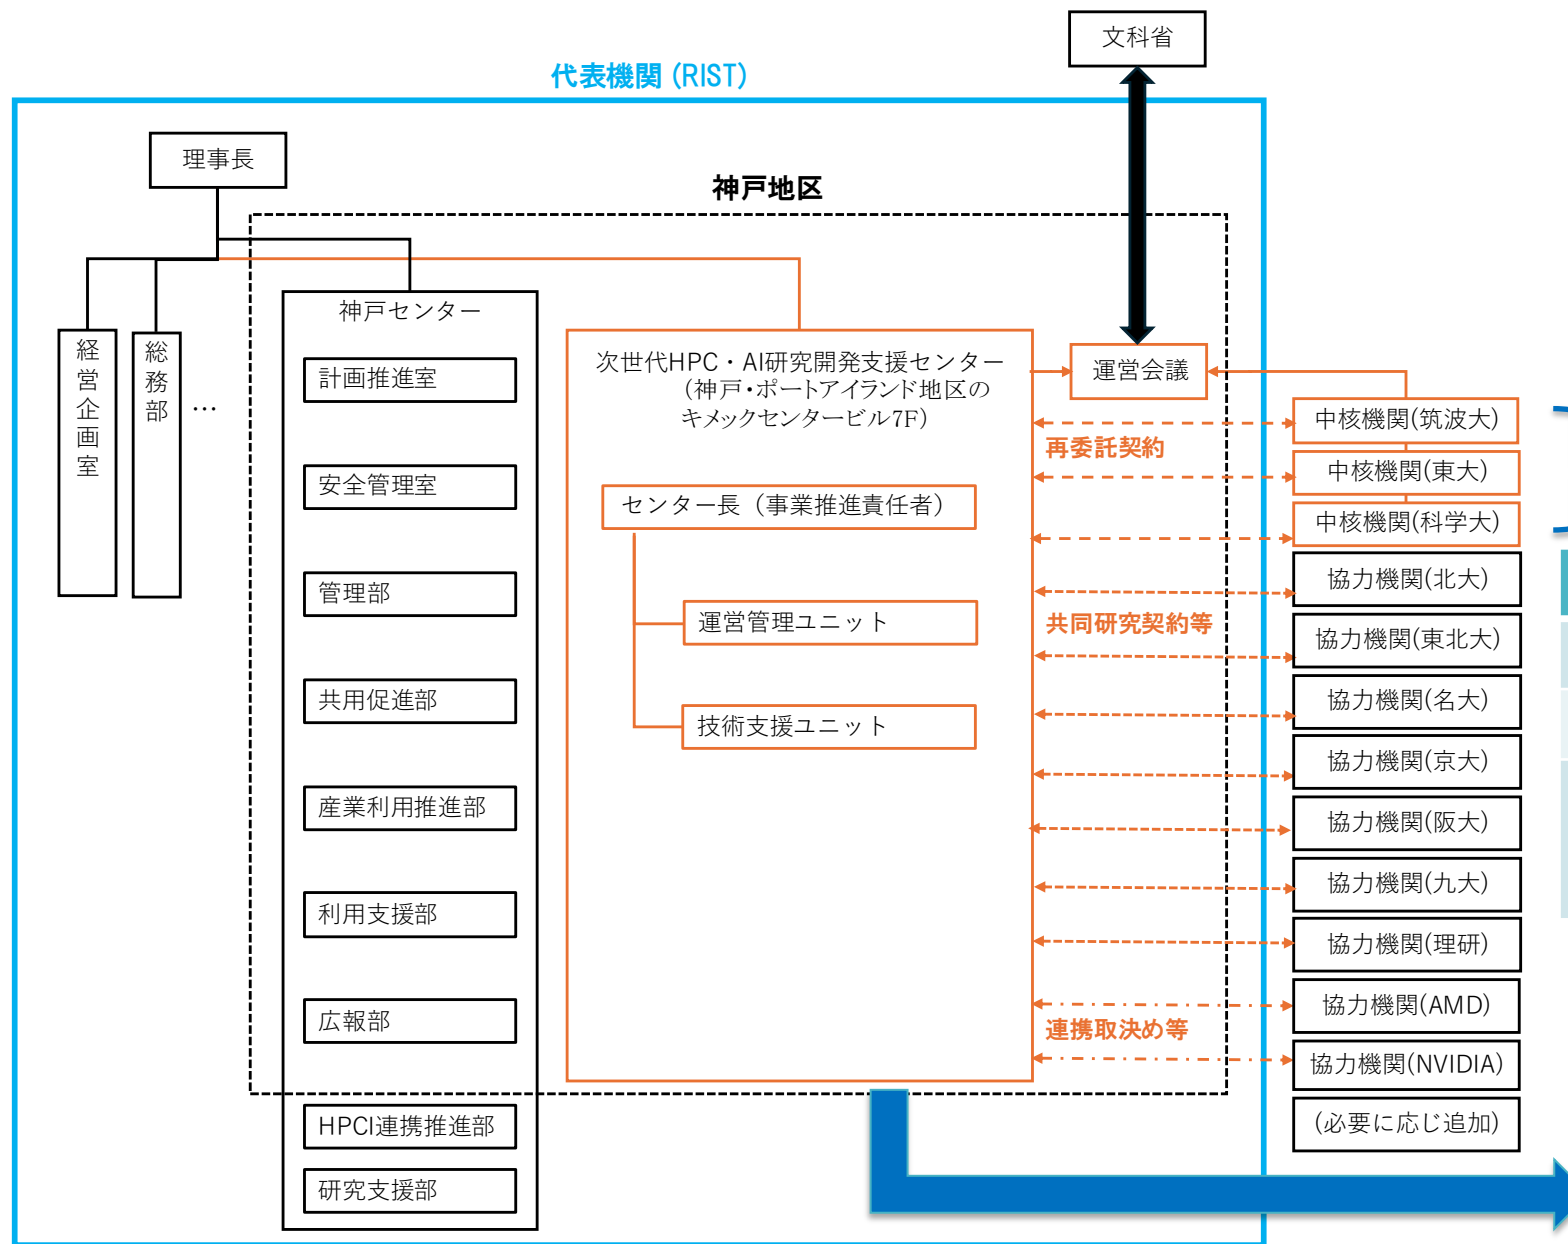 文科省
代表機関 (RIST)
理事長
神戸地区
経営企画室
総務部
…
神戸センター
計画推進室
安全管理室
管理部
共用促進部
産業利用推進部
利用支援部
広報部
HPCI連携推進部
研究支援部
次世代HPC・AI研究開発支援センター
(神戸・ポートアイランド地区の
キメックセンタービル7F)
センター長（事業推進責任者）
運営管理ユニット
技術支援ユニット
運営会議
再委託契約
共同研究契約等
連携取決め等
中核機関(筑波大)
中核機関(東大)
中核機関(科学大)
協力機関(北大)
協力機関(東北大)
協力機関(名大)
協力機関(京大)
協力機関(阪大)
協力機関(九大)
協力機関(理研)
協力機関(AMD)
協力機関(NVIDIA)
(必要に応じ追加)